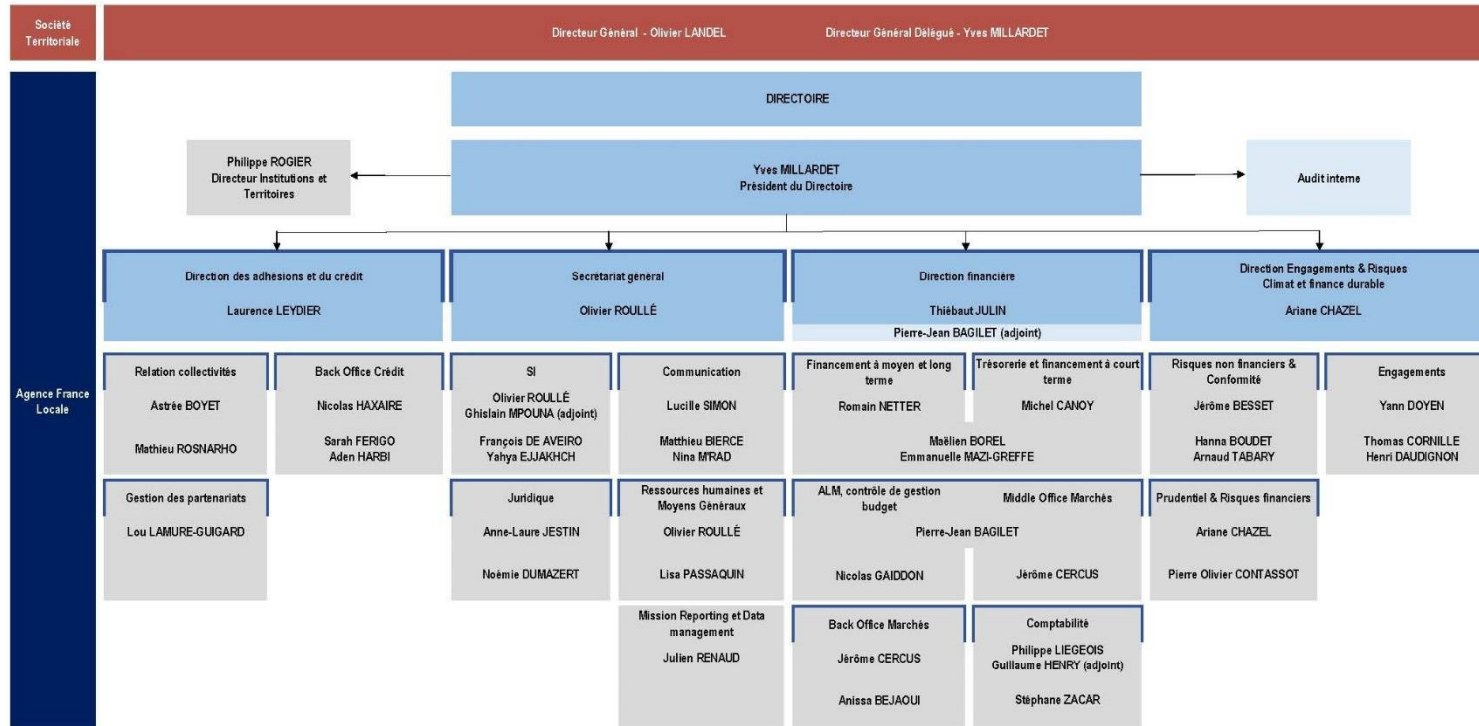 Société
Territoriale
Directeur Général - Olivier LANDEL
Directeur Général Délégué - Yves MILLARDET
Agence France
Locale
DIRECTOIRE
Philippe ROGIER
Directeur Institutions et
Territoires
Yves MILLARDET
Président du Directoire
Audit interne
Direction des adhésions et du crédit
Laurence LEYDIER
Secrétariat général
Olivier ROULLÉ
Direction financière
Thiébaut JULIN
Pierre-Jean BAGILET (adjoint)
Direction Engagements & Risques
Climat et finance durable
Ariane CHAZEL
Relation collectivités
Astrée BOYET
Mathieu ROSNARHO
Back Office Crédit
Nicolas HAXAIRE
Sarah FERIGO
Aden HARBI
SI
Olivier ROULLÉ
Ghislain MPOUNA (adjoint)
François DE AVEIRO
Yahya EJJAKHCH
Communication
Lucille SIMON
Matthieu BIERCE
Nina M'RAD
Financement à moyen et long
terme
Romain NETTER
Trésorerie et financement à court
terme
Michel CANOY
Maëlien BOREL
Emmanuelle MAZI-GREFFE
Risques non financiers &
Conformité
Jérôme BESSET
Hanna BOUDET
Arnaud TABARY
Engagements
Yann DOYEN
Thomas CORNILLE
Henri DAUDIGNON
Gestion des partenariats
Lou LAMURE-GUIGARD
Juridique
Anne-Laure JESTIN
Noémie DUMAZERT
Ressources humaines et
Moyens Généraux
Olivier ROULLÉ
Lisa PASSAQUIN
ALM, contrôle de gestion
budget
Middle Office Marchés
Pierre-Jean BAGILET
Nicolas GAIDDON
Jérôme CERCUS
Prudentiel & Risques financiers
Ariane CHAZEL
Pierre Olivier CONTASSOT
Mission Reporting et Data
management
Julien RENAUD
Back Office Marchés
Jérôme CERCUS
Anissa BEJAOUI
Comptabilité
Philippe LIEGEOIS
Guillaume HENRY (adjoint)
Stéphane ZACAR